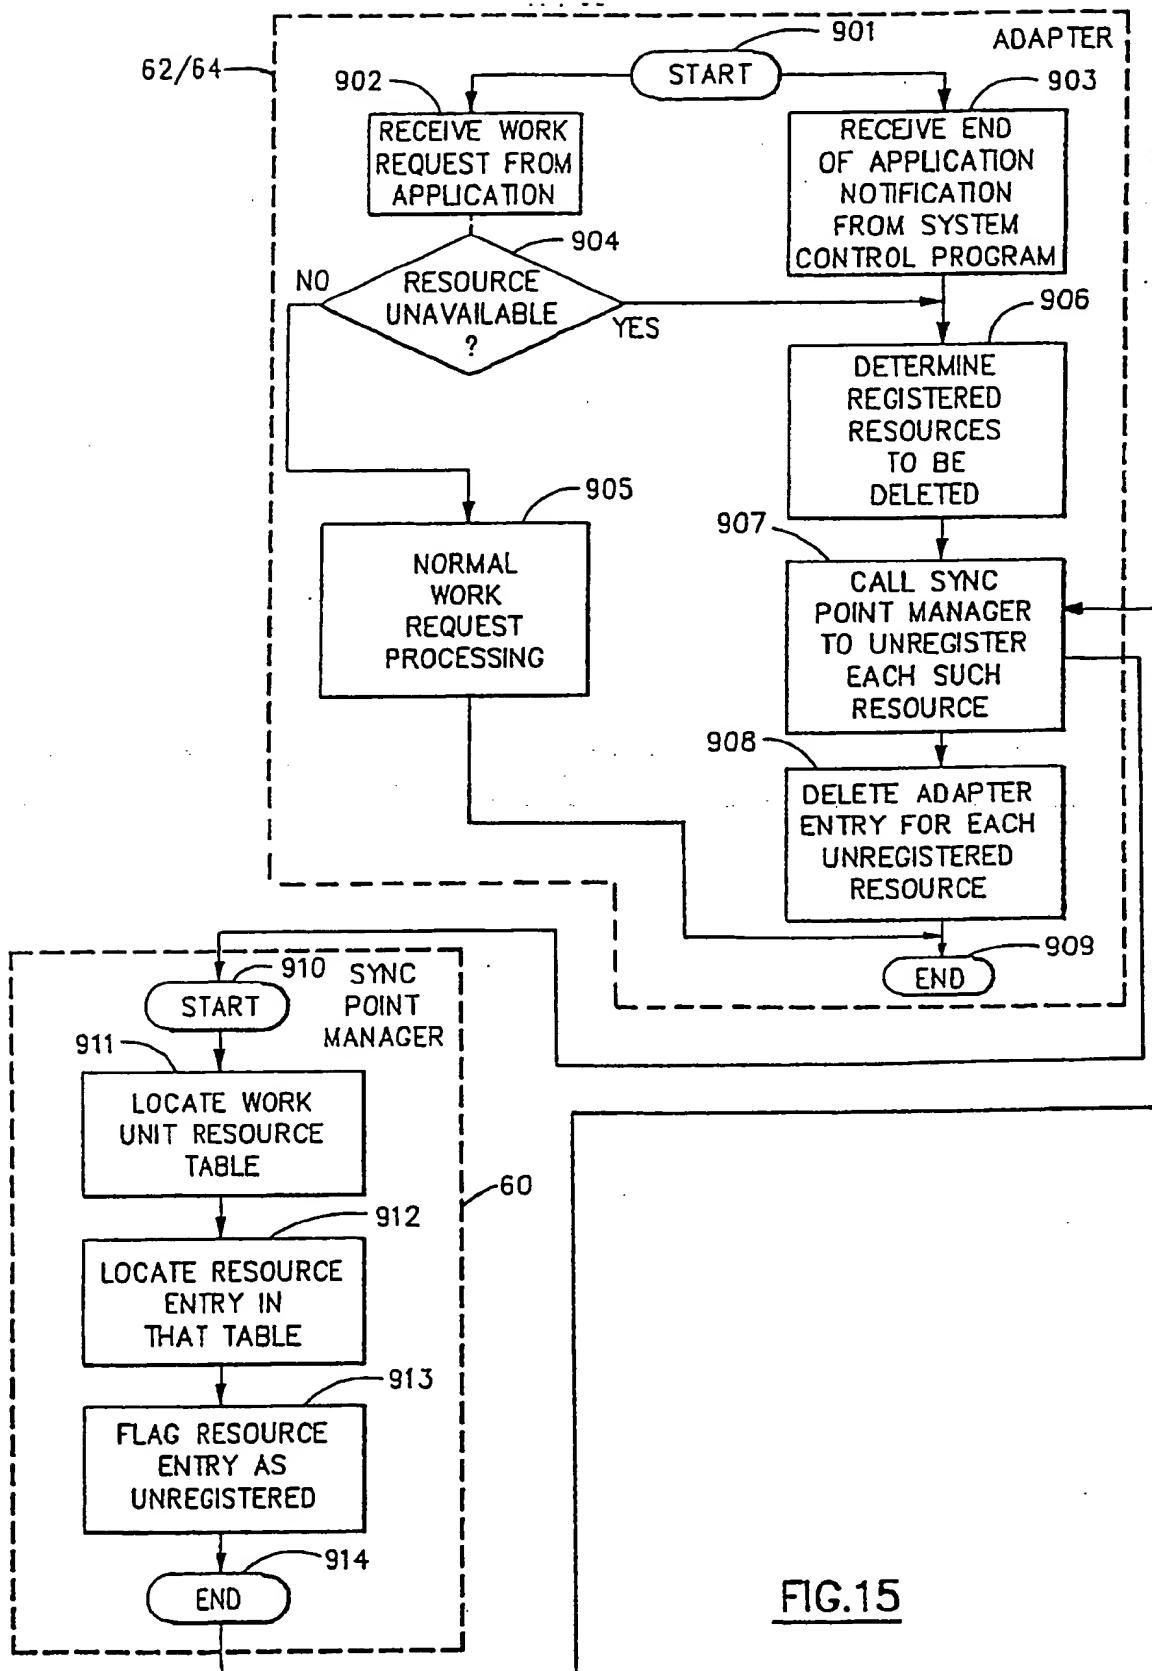 901
ADAPTER
62/64
START
902
903
RECEIVE WORK
REQUEST FROM
APPLICATION
RECEIVE END
OF APPLICATION
NOTIFICATION
FROM SYSTEM
CONTROL PROGRAM
904
NO
RESOURCE
UNAVAILABLE
?
YES
906
DETERMINE
REGISTERED
RESOURCES
TO BE
DELETED
905
NORMAL
WORK
REQUEST
PROCESSING
907
CALL SYNC
POINT MANAGER
TO UNREGISTER
EACH SUCH
RESOURCE
908
DELETE ADAPTER
ENTRY FOR EACH
UNREGISTERED
RESOURCE
909
END
910
SYNC
POINT
MANAGER
START
911
LOCATE WORK
UNIT RESOURCE
TABLE
60
912
LOCATE RESOURCE
ENTRY IN
THAT TABLE
913
FLAG RESOURCE
ENTRY AS
UNREGISTERED
914
END
FIG.15